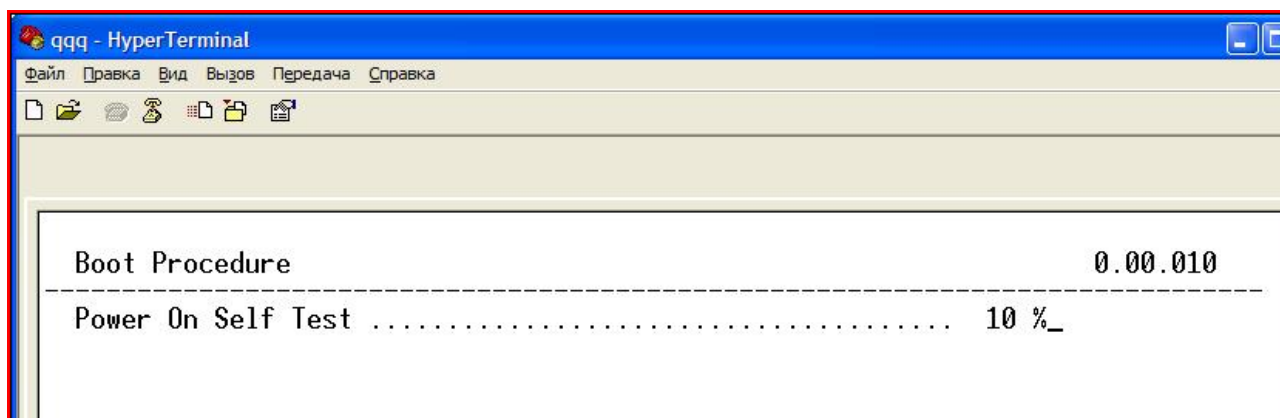 qqq - HyperTerminal
Файл Правка Вид Вызов Передача Справка
Boot Procedure 0.00.010
Power On Self Test ...................................... 10 %_